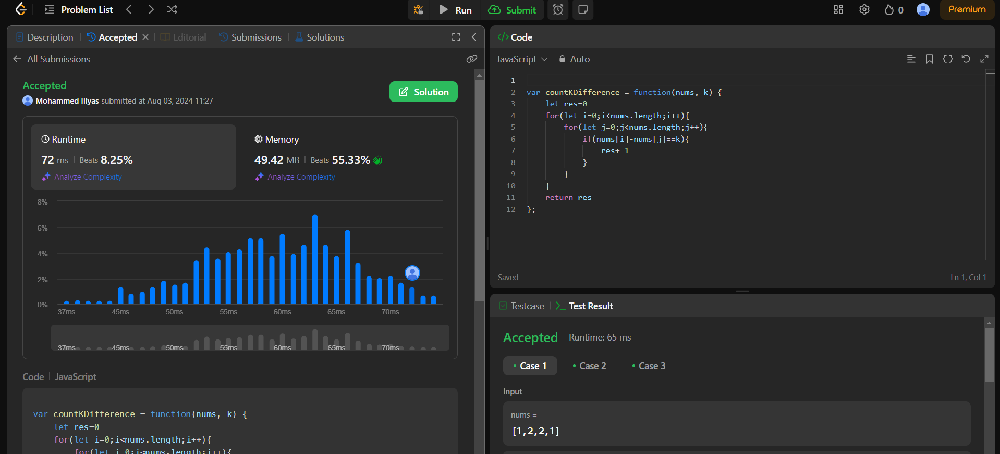 Problem List
Run
Submit
0
Premium
Description
Accepted
Editorial
Submissions
Solutions
All Submissions
Accepted
Mohammed Iliyas submitted at Aug 03, 2024 11:27
Solution
Runtime
72 ms | Beats 8.25%
Analyze Complexity
Memory
49.42 MB | Beats 55.33%
Analyze Complexity
8%
6%
4%
2%
0%
37ms 45ms 50ms 55ms 60ms 65ms 70ms
37ms 45ms 50ms 55ms 60ms 65ms 70ms
Code | JavaScript
var countKDifference = function(nums, k) {
let res=0
for(let i=0;i<nums.length;i++){
for(let j=0;j<nums.length;j++){
</> Code
JavaScript
Auto
1
2 var countKDifference = function(nums, k) {
3 let res=0
4 for(let i=0;i<nums.length;i++){
5 for(let j=0;j<nums.length;j++){
6 if(nums[i]-nums[j]==k){
7 res+=1
8 }
9 }
10 }
11 return res
12 };
Saved
Ln 1, Col 1
Testcase
Test Result
Accepted
Runtime: 65 ms
Case 1
Case 2
Case 3
Input
nums =
[1,2,2,1]